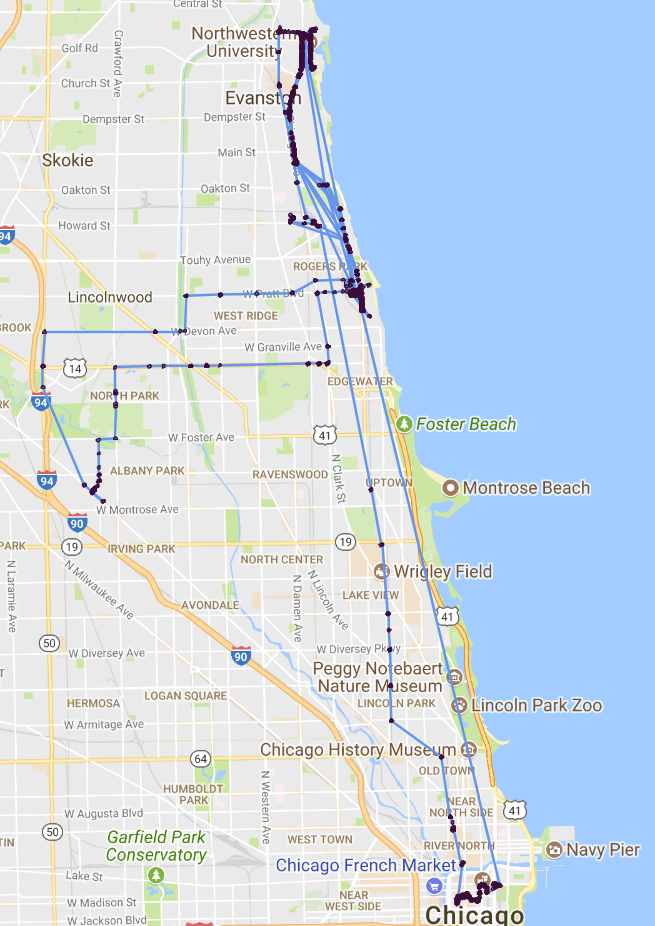 Central St
Northwestern
University
Golf Rd
Crawford Ave
Church St
Evanston
Dempster St
Dempster St
Main St
Skokie
Oakton St
Oakton St
94
Howard St
Touhy Avenue
ROGERS PARK
Lincolnwood
W Pratt Blvd
WEST RIDGE
BROOK
W Devon Ave
W Granville Ave
14
EDGEWATER
94
NORTH PARK
RK
Foster Beach
W Foster Ave
41
ALBANY PARK
RAVENSWOOD
N Clark St
UPTOWN
94
Montrose Beach
W Montrose Ave
90
19
PARK
19
IRVING PARK
NORTH CENTER
Wrigley Field
N Laramie Ave
N Milwaukee Ave
N Damen Ave
N Lincoln Ave
LAKE VIEW
AVONDALE
41
50
W Diversey Ave
90
W Diversey Pkwy
Peggy Notebaert
Nature Museum
HERMOSA
LOGAN SQUARE
LINCOLN PARK
Lincoln Park Zoo
W Armitage Ave
Chicago History Museum
64
OLD TOWN
HUMBOLDT
PARK
N Western Ave
NEAR
NORTH SIDE
41
W Augusta Blvd
50
TIN
Garfield Park
Conservatory
WEST TOWN
RIVER NORTH
Navy Pier
Chicago French Market
Lake St
NEAR
WEST SIDE
W Madison St
Chicago
W Jackson Blvd